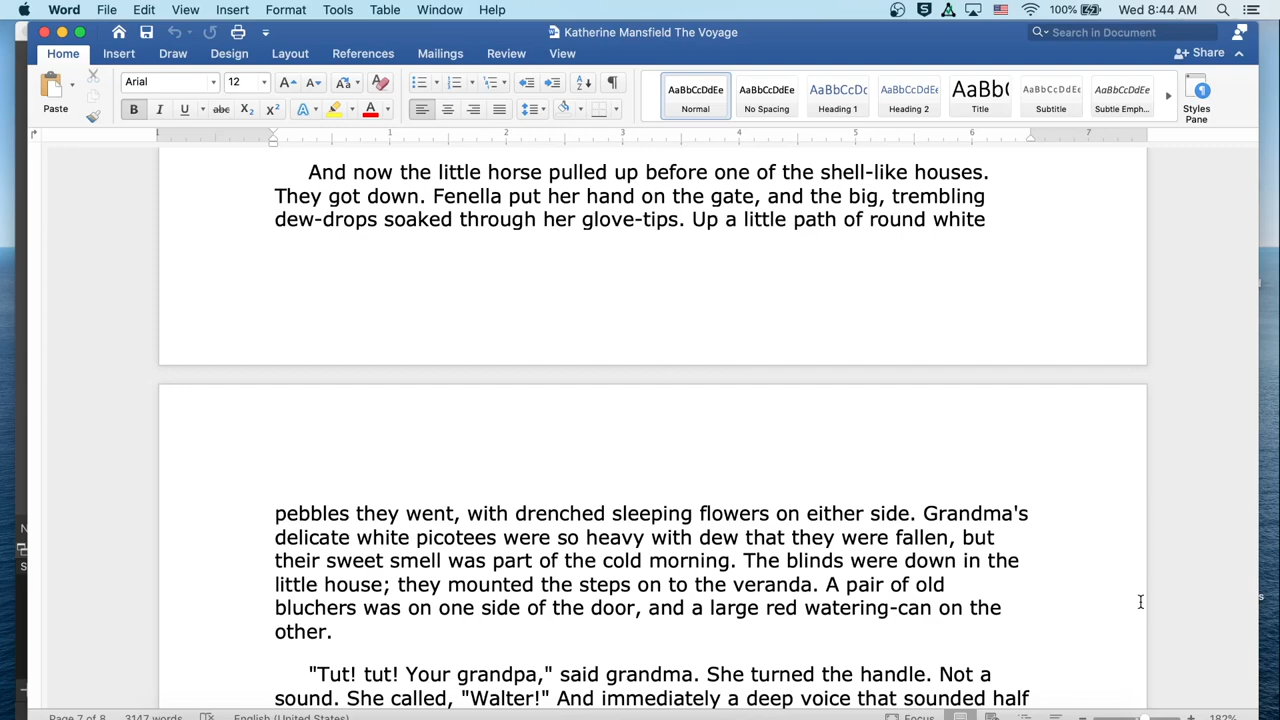 Word File Edit View Insert Format Tools Table Window Help 100% Wed 8:44 AM
Katherine Mansfield The Voyage Search in Document
Home Insert Draw Design Layout References Mailings Review View Share
Paste Arial 12
AaBbCcDdEe AaBbCcDdEe AaBbCcDc AaBbCcDdE AaBb( AaBbCcDdEe AaBbCcDdEe
Normal No Spacing Heading 1 Heading 2 Title Subtitle Subtle Emph... Styles Pane
1 1 2 3 4 5 6 7
And now the little horse pulled up before one of the shell-like houses.
They got down. Fenella put her hand on the gate, and the big, trembling
dew-drops soaked through her glove-tips. Up a little path of round white
pebbles they went, with drenched sleeping flowers on either side. Grandma's
delicate white picotees were so heavy with dew that they were fallen, but
their sweet smell was part of the cold morning. The blinds were down in the
little house; they mounted the steps on to the veranda. A pair of old
bluchers was on one side of the door, and a large red watering-can on the
other.
"Tut! tut! Your grandpa," said grandma. She turned the handle. Not a
sound. She called, "Walter!" And immediately a deep voice that sounded half
Page 7 of 8 3147 words English (United States) Focus 182%